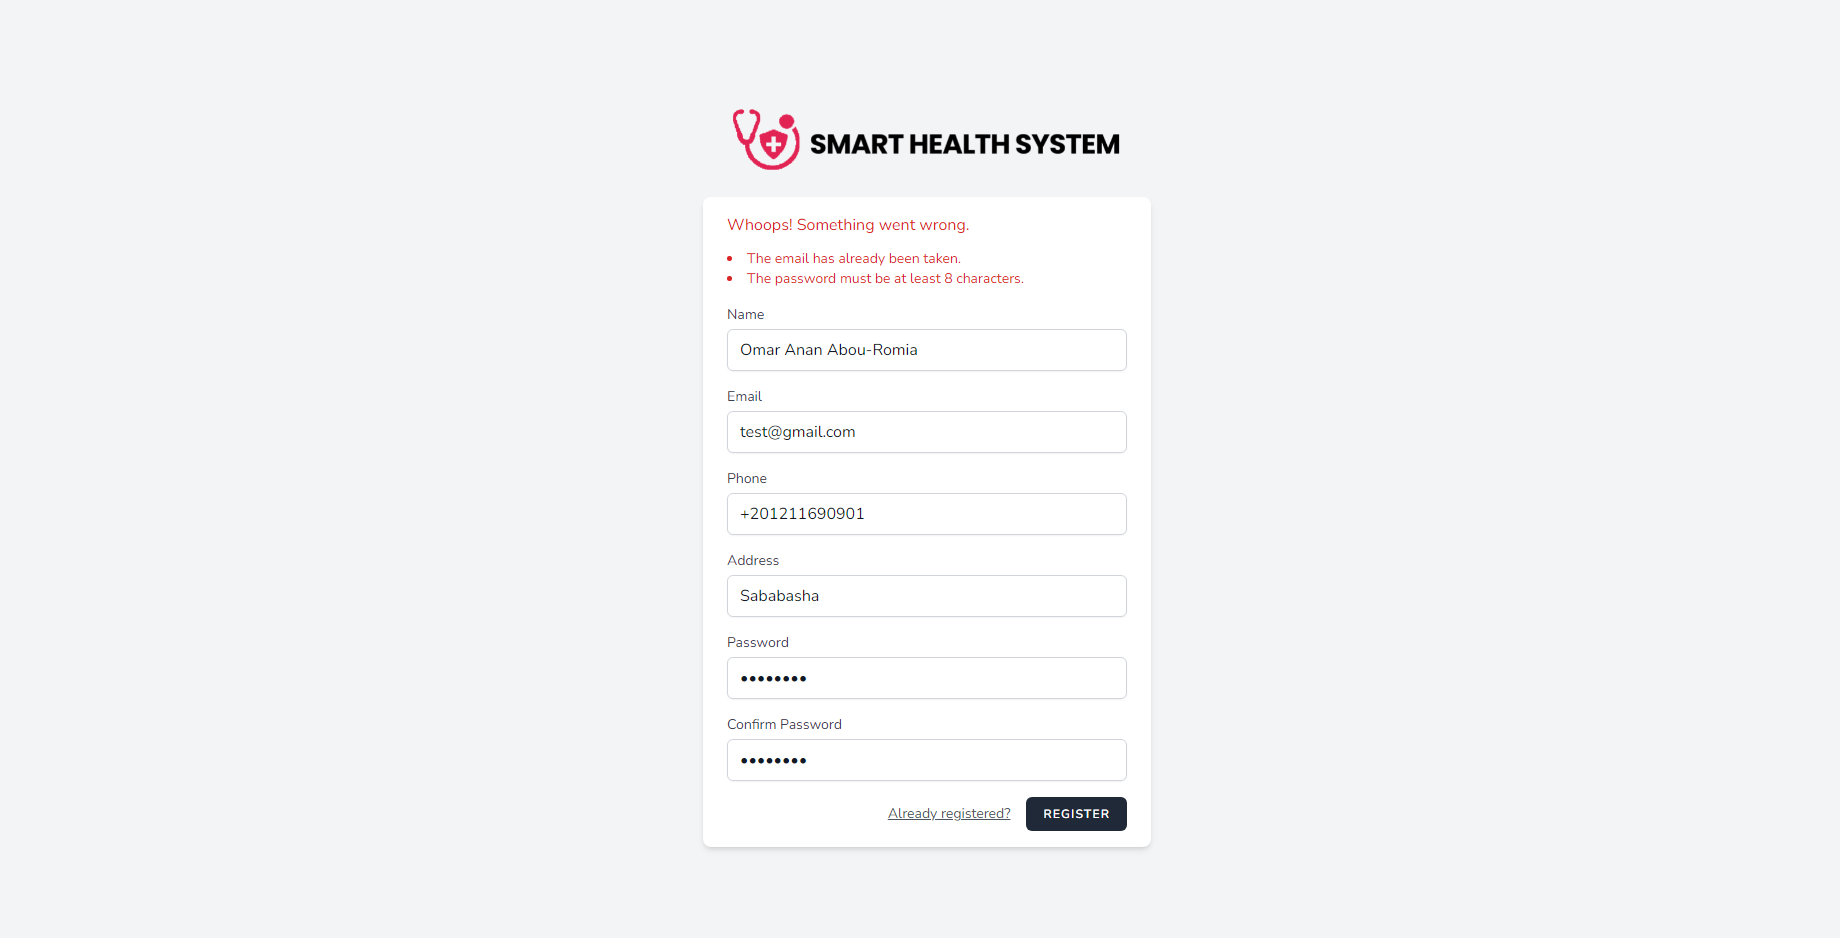 SMART HEALTH SYSTEM
Whoops! Something went wrong.
The email has already been taken.
The password must be at least 8 characters.
Name
Omar Anan Abou-Romia
Email
test@gmail.com
Phone
+201211690901
Address
Sababasha
Password
••••••••
Confirm Password
••••••••
Already registered? REGISTER